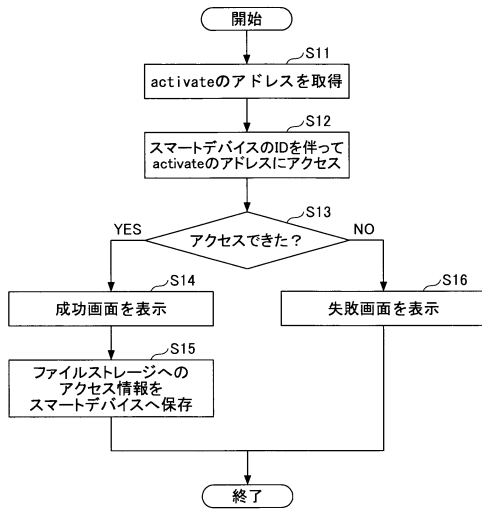 開始
S11
activateのアドレスを取得
S12
スマートデバイスのIDを伴って
activateのアドレスにアクセス
S13
アクセスできた?
YES
NO
S14
成功画面を表示
S16
失敗画面を表示
S15
ファイルストレージへの
アクセス情報を
スマートデバイスへ保存
終了